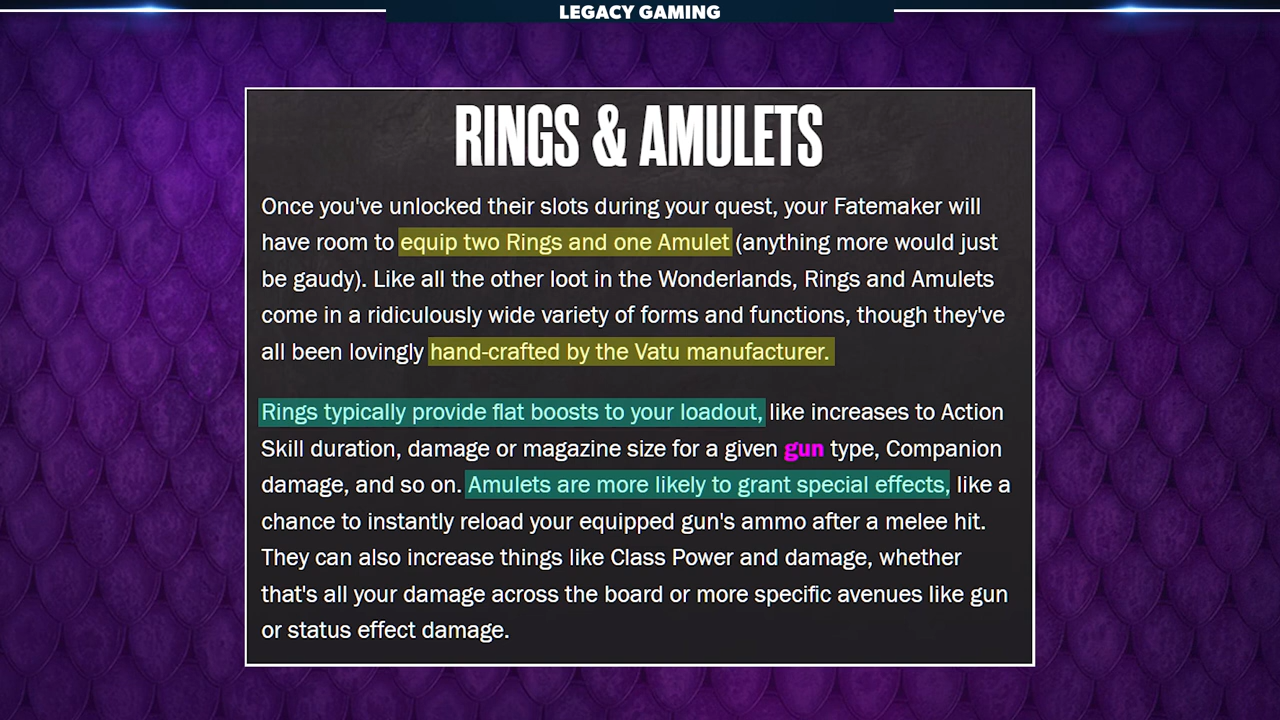 LEGACY GAMING
RINGS & AMULETS
Once you've unlocked their slots during your quest, your Fatemaker will
have room to equip two Rings and one Amulet (anything more would just
be gaudy). Like all the other loot in the Wonderlands, Rings and Amulets
come in a ridiculously wide variety of forms and functions, though they've
all been lovingly hand-crafted by the Vatu manufacturer.
Rings typically provide flat boosts to your loadout, like increases to Action
Skill duration, damage or magazine size for a given gun type, Companion
damage, and so on. Amulets are more likely to grant special effects, like a
chance to instantly reload your equipped gun's ammo after a melee hit.
They can also increase things like Class Power and damage, whether
that's all your damage across the board or more specific avenues like gun
or status effect damage.